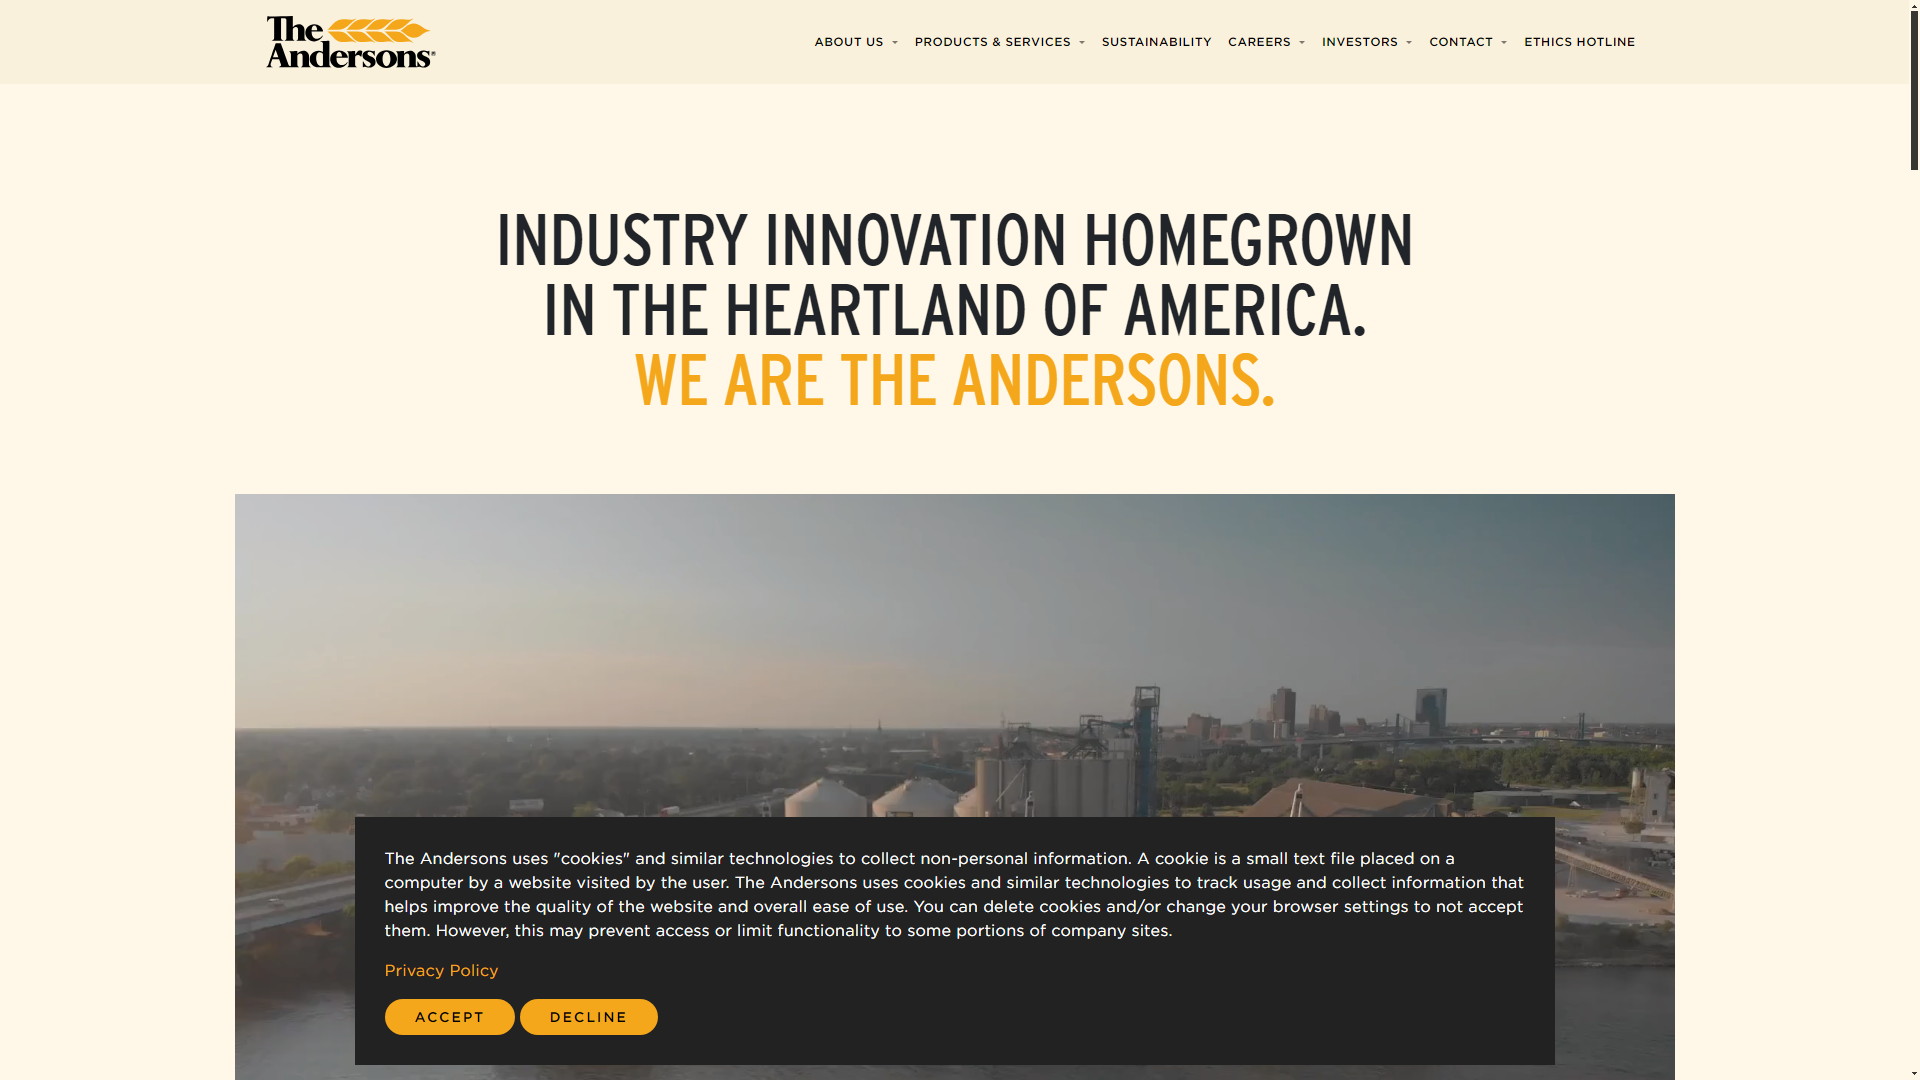 The
Andersons®
ABOUT US
PRODUCTS & SERVICES
SUSTAINABILITY
CAREERS
INVESTORS
CONTACT
ETHICS HOTLINE
INDUSTRY INNOVATION HOMEGROWN
IN THE HEARTLAND OF AMERICA.
WE ARE THE ANDERSONS.
The Andersons uses "cookies" and similar technologies to collect non-personal information. A cookie is a small text file placed on a
computer by a website visited by the user. The Andersons uses cookies and similar technologies to track usage and collect information that
helps improve the quality of the website and overall ease of use. You can delete cookies and/or change your browser settings to not accept
them. However, this may prevent access or limit functionality to some portions of company sites.
Privacy Policy
ACCEPT
DECLINE